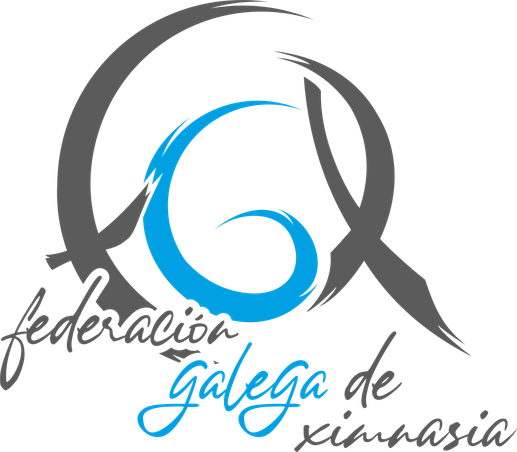 federación
galega de
ximnasia